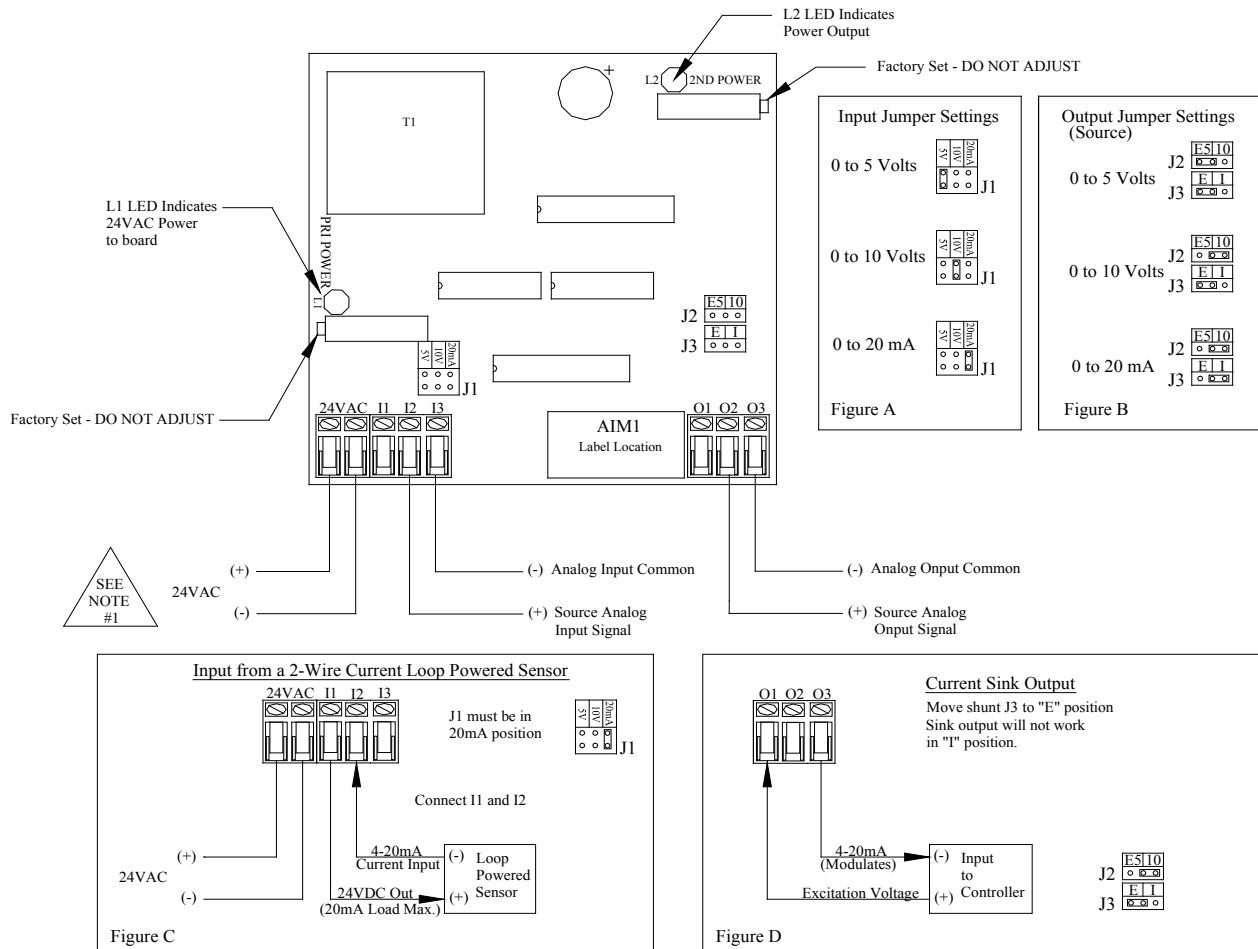 L2 LED Indicates
Power Output
L2 2ND POWER
Factory Set - DO NOT ADJUST
+
T1
L1 LED Indicates
24VAC Power
to board
PRI POWER
L1
Factory Set - DO NOT ADJUST
5V 10V 20mA
J1
E5 10
J2
E I
J3
24VAC I1 I2 I3
AIM1
Label Location
O1 O2 O3
Input Jumper Settings
0 to 5 Volts
5V 10V 20mA
J1
0 to 10 Volts
5V 10V 20mA
J1
0 to 20 mA
5V 10V 20mA
J1
Figure A
Output Jumper Settings
(Source)
0 to 5 Volts
E5 10
J2
E I
J3
0 to 10 Volts
E5 10
J2
E I
J3
0 to 20 mA
E5 10
J2
E I
J3
Figure B
SEE
NOTE
#1
(+)
24VAC
(-)
(-) Analog Input Common
(+) Source Analog
Input Signal
(-) Analog Onput Common
(+) Source Analog
Onput Signal
Input from a 2-Wire Current Loop Powered Sensor
24VAC I1 I2 I3
J1 must be in
20mA position
5V 10V 20mA
J1
Connect I1 and I2
(+)
24VAC
(-)
4-20mA
Current Input
24VDC Out
(20mA Load Max.)
(-)
(+)
Loop
Powered
Sensor
Figure C
O1 O2 O3
Current Sink Output
Move shunt J3 to "E" position
Sink output will not work
in "I" position.
4-20mA
(Modulates)
Excitation Voltage
(-)
(+)
Input
to
Controller
E5 10
J2
E I
J3
Figure D